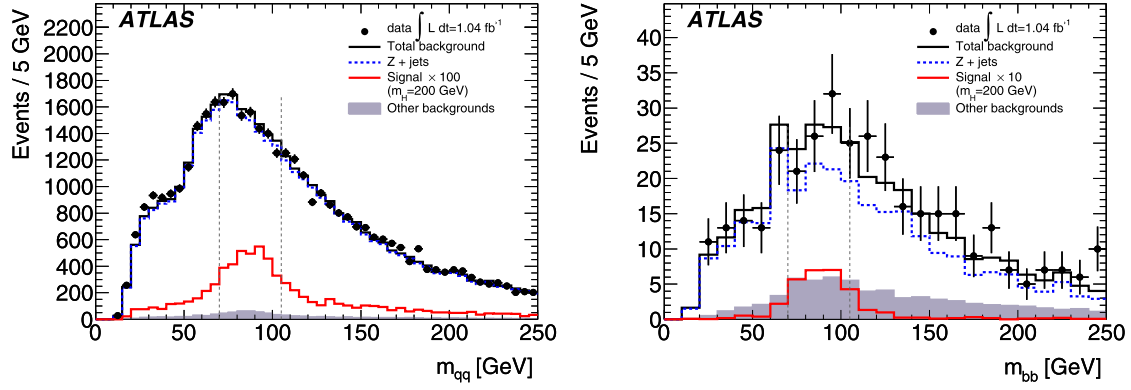 ATLAS
data ∫ L dt=1.04 fb⁻¹
Total background
Z + jets
Signal × 100
(m_H=200 GeV)
Other backgrounds
Events / 5 GeV
2200
2000
1800
1600
1400
1200
1000
800
600
400
200
0
0 50 100 150 200 250
m_qq [GeV]
ATLAS
data ∫ L dt=1.04 fb⁻¹
Total background
Z + jets
Signal × 10
(m_H=200 GeV)
Other backgrounds
Events / 5 GeV
40
35
30
25
20
15
10
5
0
0 50 100 150 200 250
m_bb [GeV]